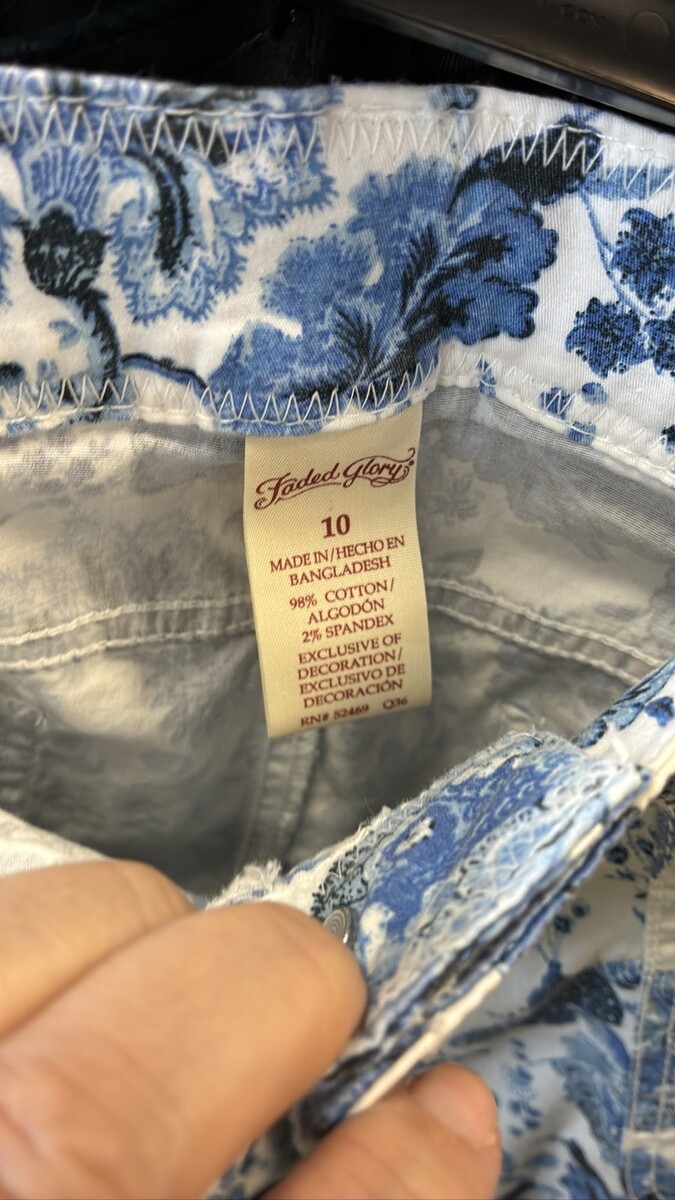 Faded Glory
10
MADE IN/HECHO EN
BANGLADESH
98% COTTON/
ALGODÓN
2% SPANDEX
EXCLUSIVE OF
DECORATION/
EXCLUSIVO DE
DECORACIÓN
RN# 52469 Q36